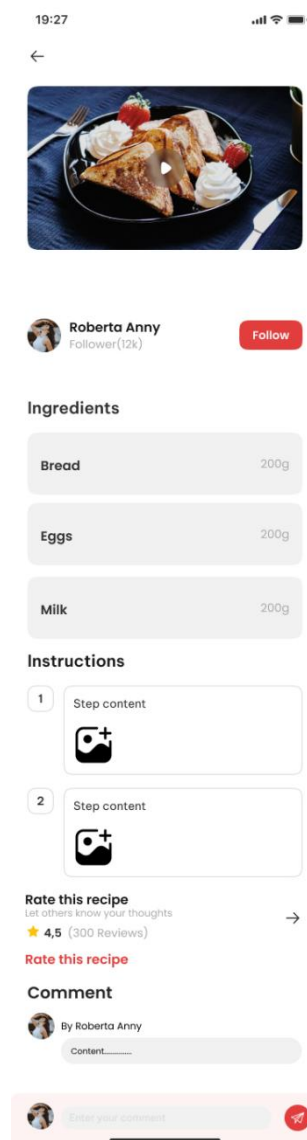 19:27
Roberta Anny
Follower(12k)
Follow
Ingredients
Bread 200g
Eggs 200g
Milk 200g
Instructions
1 Step content
2 Step content
Rate this recipe
Let others know your thoughts
4,5 (300 Reviews)
Rate this recipe
Comment
By Roberta Anny
Content.............
Enter your comment